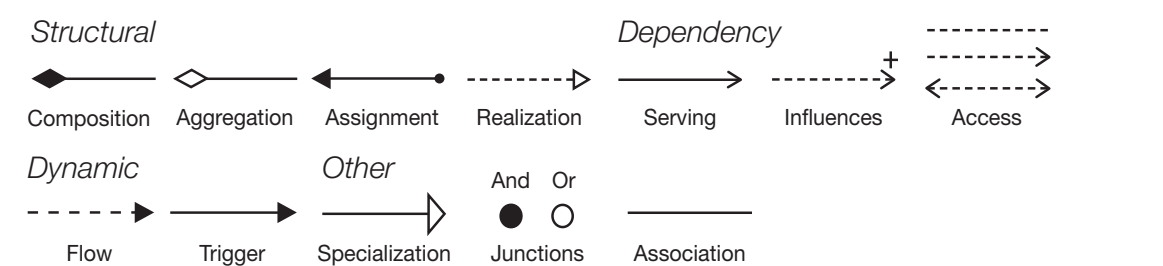 Structural
Dependency
+
Composition Aggregation Assignment Realization Serving Influences Access
Dynamic Other
And Or
Flow Trigger Specialization Junctions Association